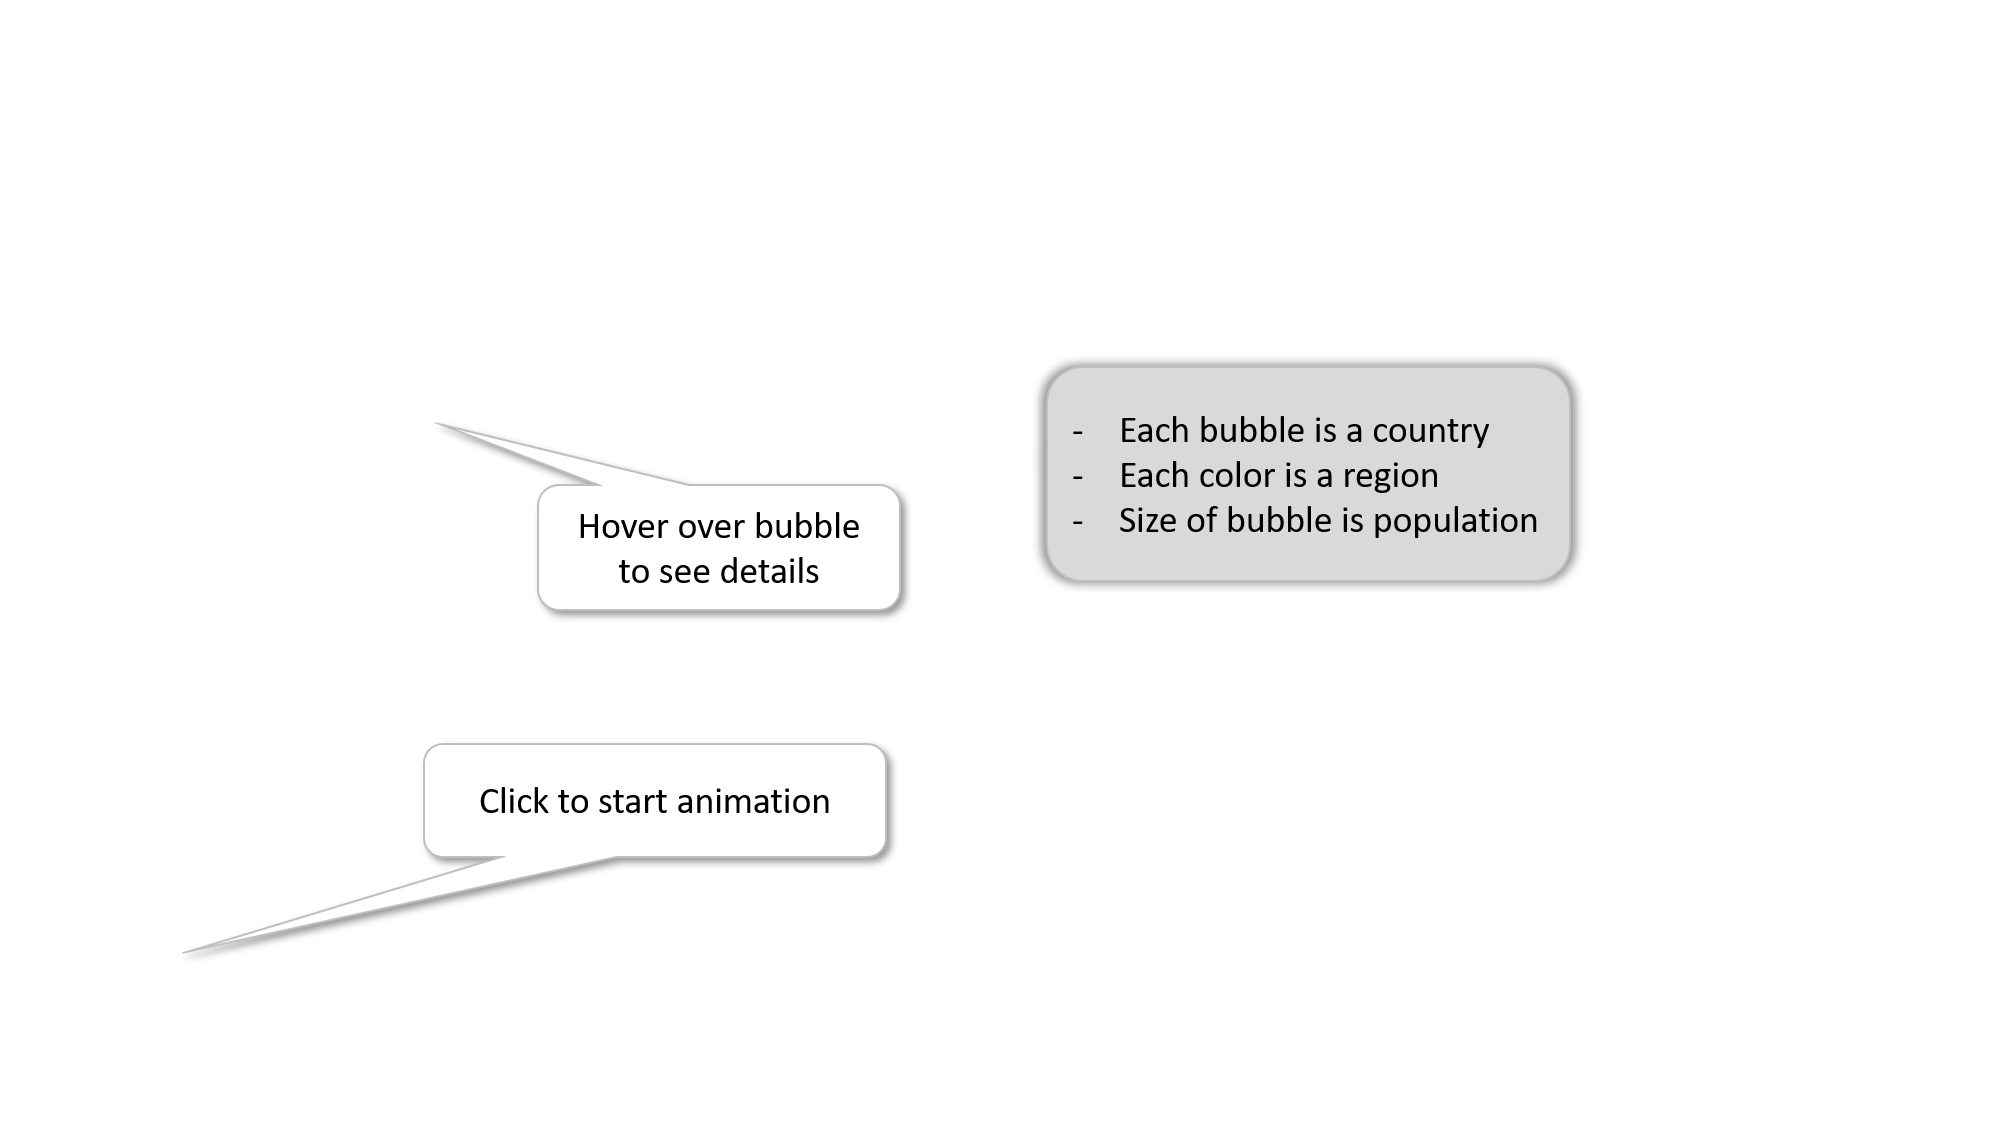 - Each bubble is a country
- Each color is a region
- Size of bubble is population
Hover over bubble
to see details
Click to start animation